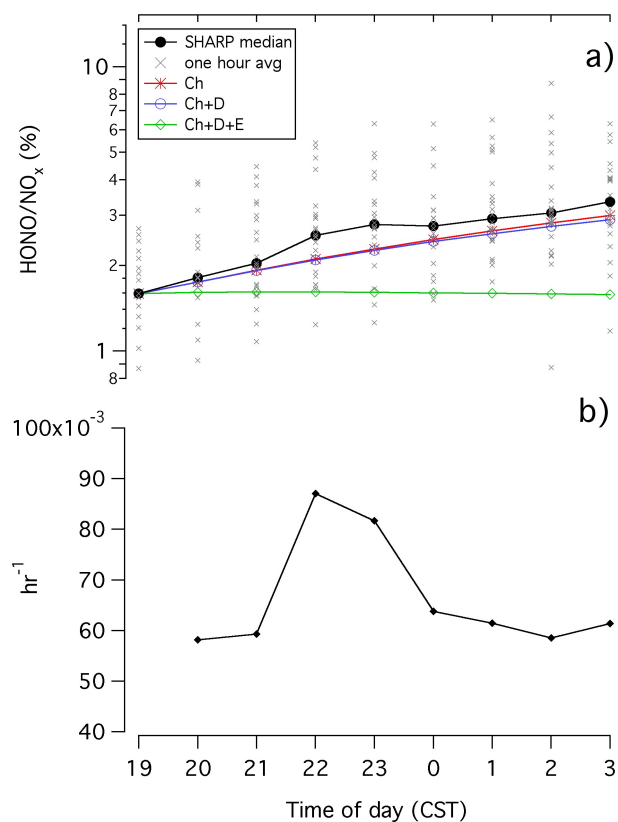 a)
SHARP median
one hour avg
Ch
Ch+D
Ch+D+E
HONO/NOx (%)
10
8
7
6
5
4
3
2
1
8
b)
100x10-3
90
80
70
60
50
40
hr-1
19 20 21 22 23 0 1 2 3
Time of day (CST)